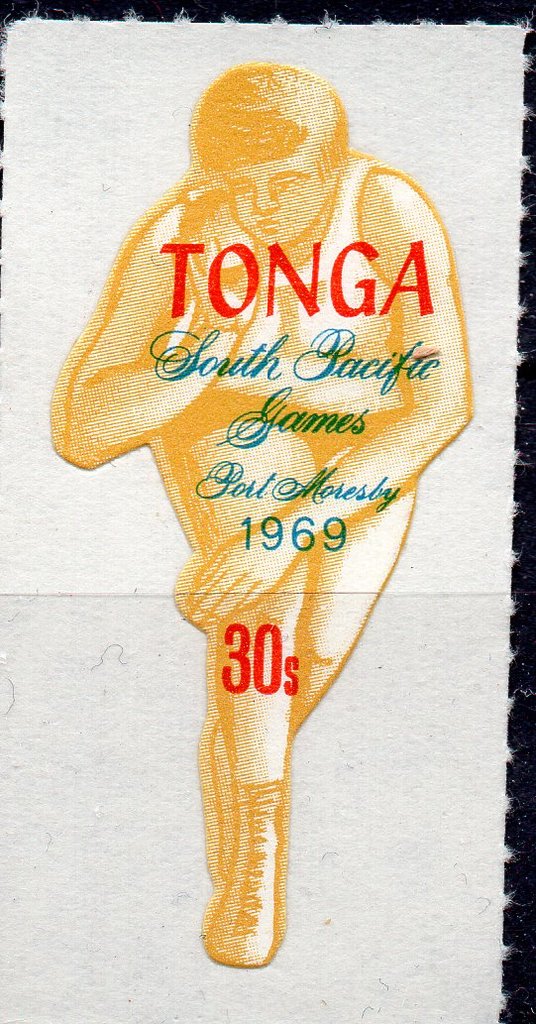 TONGA
South Pacific
Games
Port Moresby
1969
30s